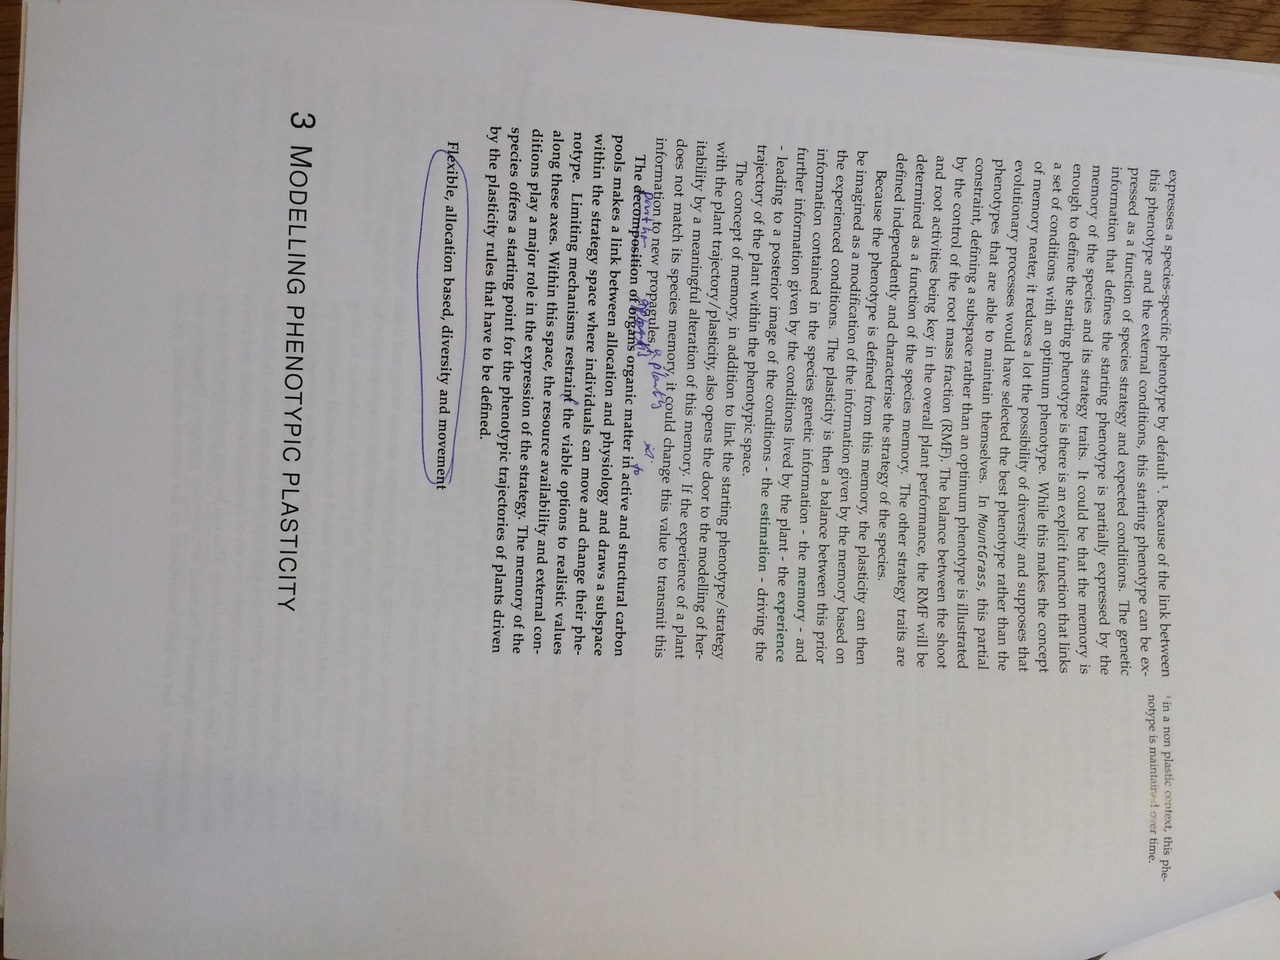 expresses a species-specific phenotype by default ¹. Because of the link between
this phenotype and the external conditions, this starting phenotype can be ex-
pressed as a function of species strategy and expected conditions. The genetic
information that defines the starting phenotype is partially expressed by the
memory of the species and its strategy traits. It could be that the memory is
enough to define the starting phenotype is there is an explicit function that links
a set of conditions with an optimum phenotype. While this makes the concept
of memory neater, it reduces a lot the possibility of diversity and supposes that
evolutionary processes would have selected the best phenotype rather than the
phenotypes that are able to maintain themselves. In MountGrass, this partial
constraint, defining a subspace rather than an optimum phenotype is illustrated
by the control of the root mass fraction (RMF). The balance between the shoot
and root activities being key in the overall plant performance, the RMF will be
determined as a function of the species memory. The other strategy traits are
defined independently and characterise the strategy of the species.
¹ in a non plastic context, this phe-
notype is maintained over time.
Because the phenotype is defined from this memory, the plasticity can then
be imagined as a modification of the information given by the memory based on
the experienced conditions. The plasticity is then a balance between this prior
information contained in the species genetic information - the memory - and
further information given by the conditions lived by the plant - the experience
- leading to a posterior image of the conditions - the estimation - driving the
trajectory of the plant within the phenotypic space.
The concept of memory, in addition to link the starting phenotype/strategy
with the plant trajectory/plasticity, also opens the door to the modelling of her-
itability by a meaningful alteration of this memory. If the experience of a plant
does not match its species memory, it could change this value to transmit this
information to new propagules.
a plant's
to
The decomposition of organs organic matter in active and structural carbon
pools makes a link between allocation and physiology and draws a subspace
within the strategy space where individuals can move and change their phe-
notype. Limiting mechanisms restraint the viable options to realistic values
along these axes. Within this space, the resource availability and external con-
ditions play a major role in the expression of the strategy. The memory of the
species offers a starting point for the phenotypic trajectories of plants driven
by the plasticity rules that have to be defined.
Flexible, allocation based, diversity and movement
3 MODELLING PHENOTYPIC PLASTICITY